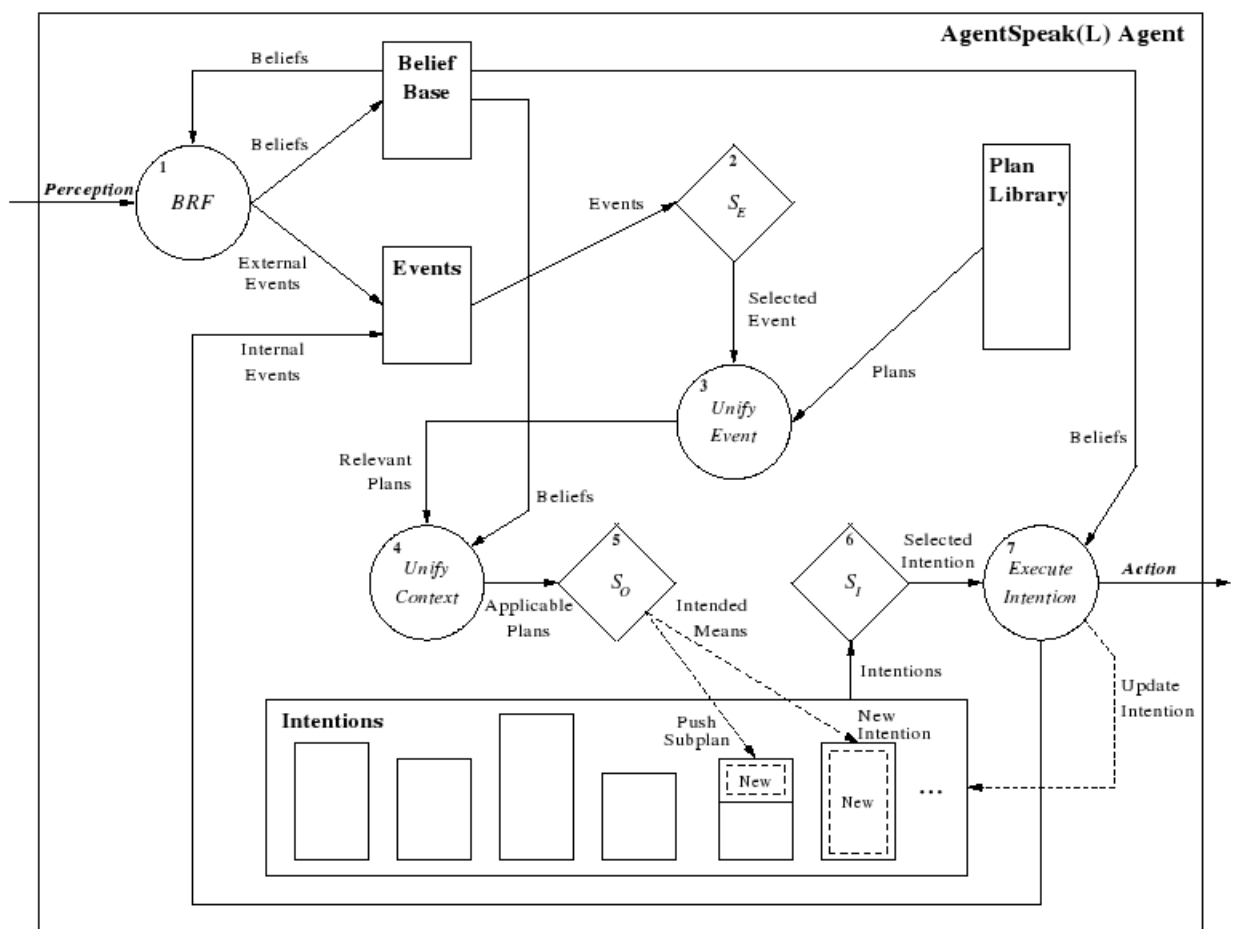 AgentSpeak(L) Agent
Beliefs
Belief
Base
1
Beliefs
2
Plan
Library
Perception
BRF
Events
S_E
External
Events
Events
Selected
Event
Internal
Events
3
Plans
Unify
Event
Beliefs
Relevant
Plans
Beliefs
4
Unify
Context
5
S_O
6
S_I
Selected
Intention
7
Execute
Intention
Action
Applicable
Plans
Intended
Means
Intentions
Update
Intention
Intentions
Push
Subplan
New
Intention
New
New
...